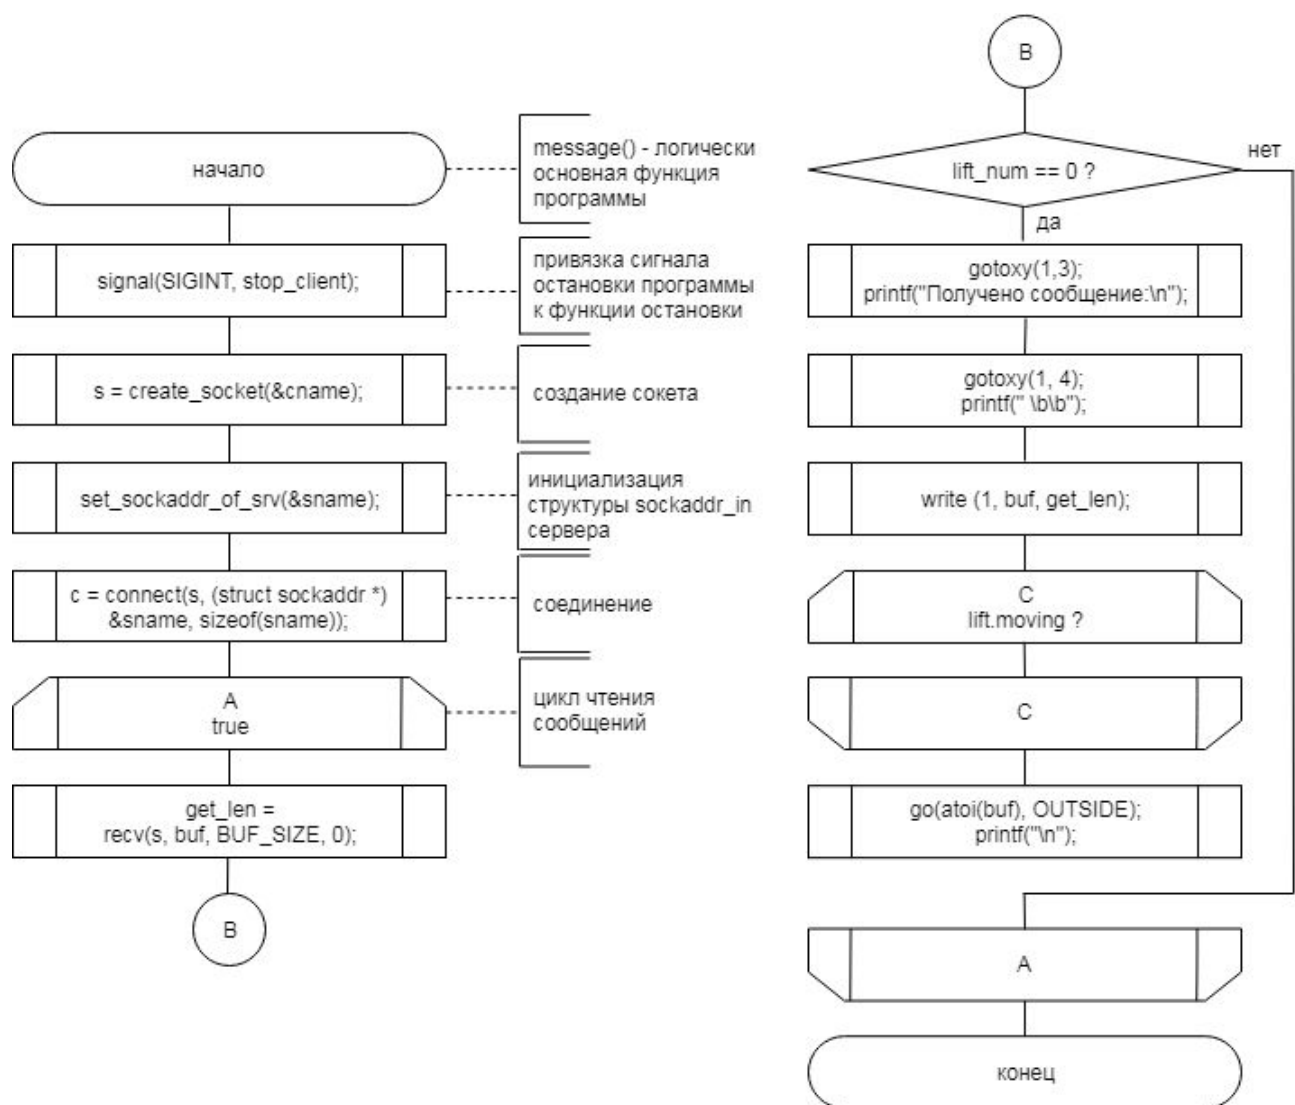 начало
message() - логически
основная функция
программы
signal(SIGINT, stop_client);
привязка сигнала
остановки программы
к функции остановки
s = create_socket(&cname);
создание сокета
set_sockaddr_of_srv(&sname);
инициализация
структуры sockaddr_in
сервера
c = connect(s, (struct sockaddr *)
&sname, sizeof(sname));
соединение
A
true
цикл чтения
сообщений
get_len =
recv(s, buf, BUF_SIZE, 0);
B
B
lift_num == 0 ?
нет
да
gotoxy(1,3);
printf("Получено сообщение:\n");
gotoxy(1, 4);
printf(" \b\b");
write (1, buf, get_len);
C
lift.moving ?
C
go(atoi(buf), OUTSIDE);
printf("\n");
A
конец